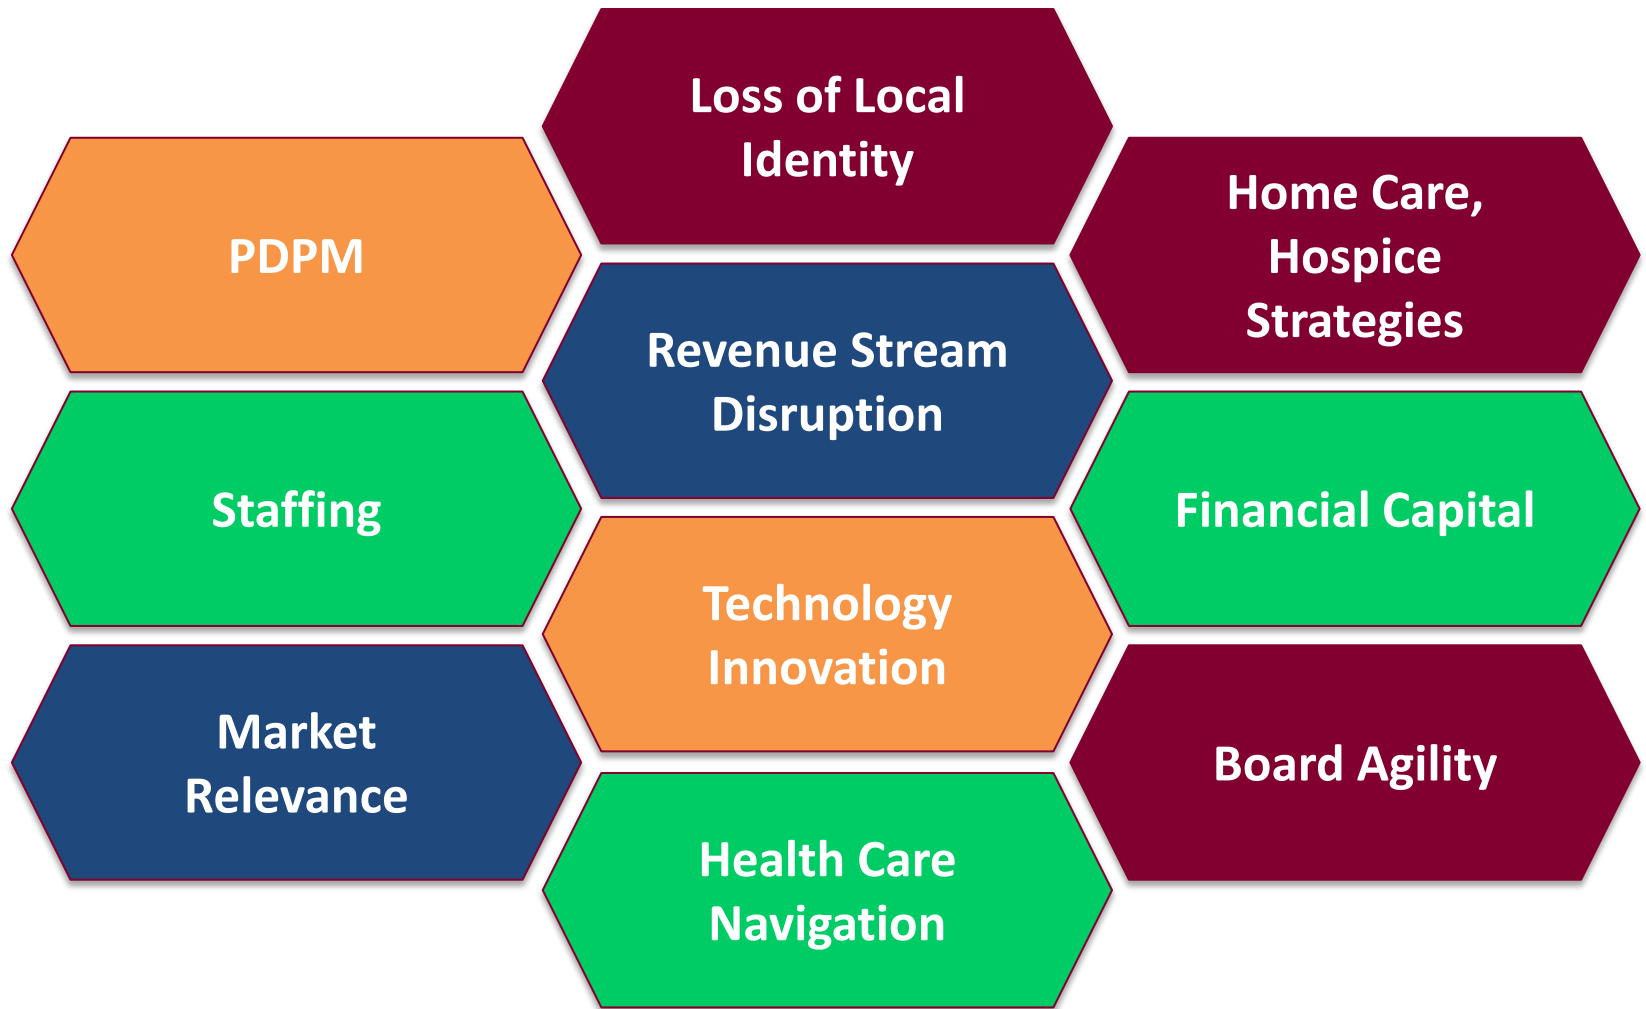 Loss of Local
Identity
PDPM
Home Care,
Hospice
Strategies
Revenue Stream
Disruption
Staffing
Financial Capital
Technology
Innovation
Market
Relevance
Board Agility
Health Care
Navigation